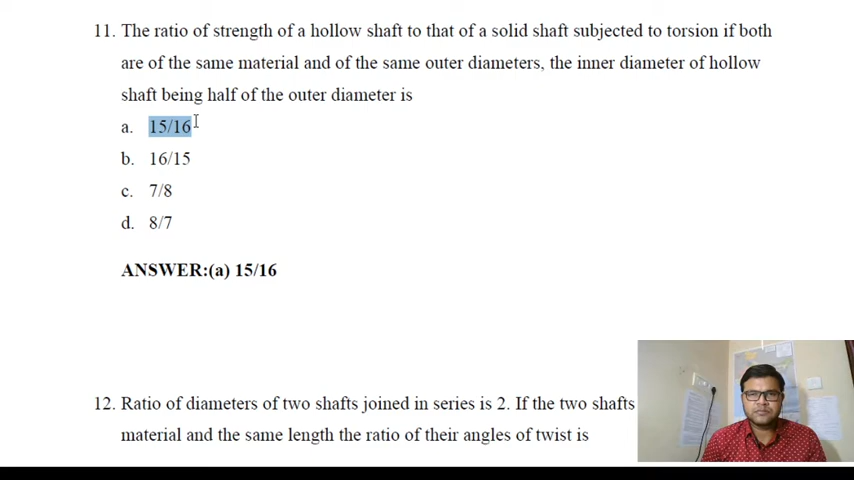 11. The ratio of strength of a hollow shaft to that of a solid shaft subjected to torsion if both
are of the same material and of the same outer diameters, the inner diameter of hollow
shaft being half of the outer diameter is
a. 15/16
b. 16/15
c. 7/8
d. 8/7
ANSWER:(a) 15/16
12. Ratio of diameters of two shafts joined in series is 2. If the two shafts
material and the same length the ratio of their angles of twist is